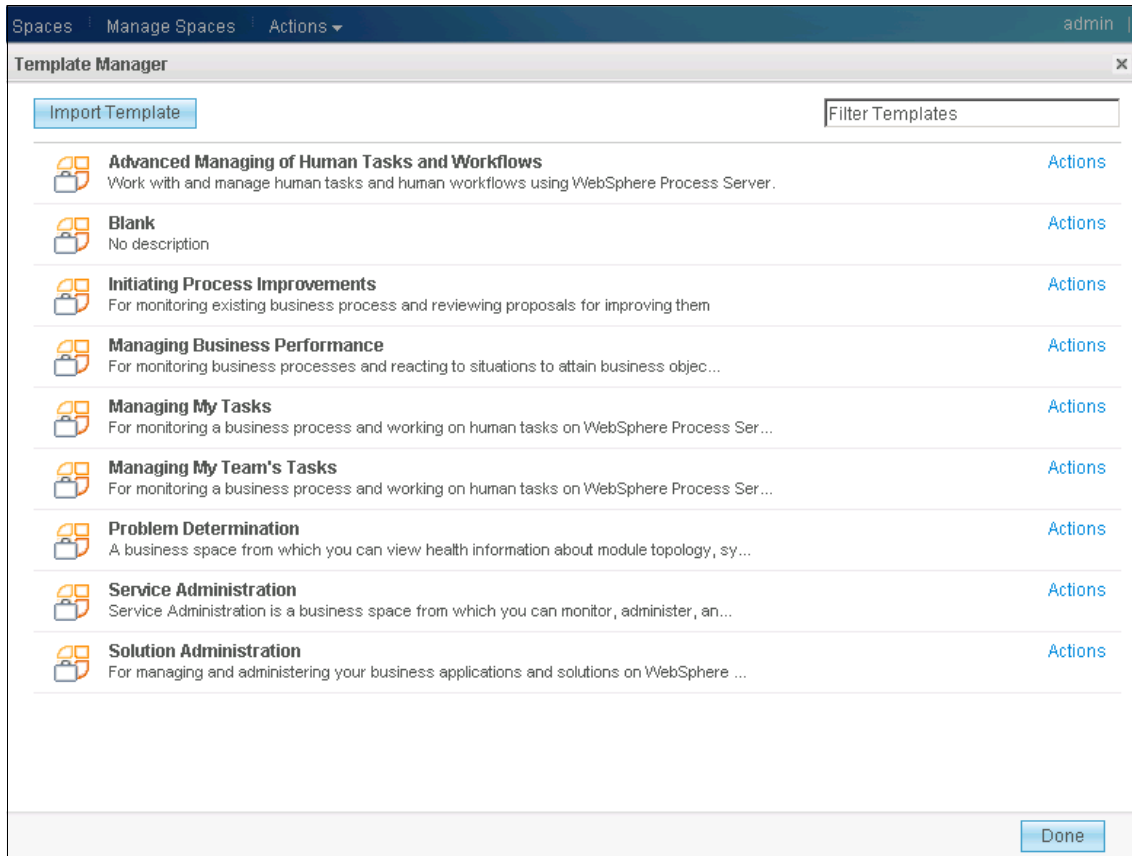 Spaces Manage Spaces Actions admin
Template Manager
Import Template Filter Templates
Advanced Managing of Human Tasks and Workflows Actions
Work with and manage human tasks and human workflows using WebSphere Process Server.
Blank Actions
No description
Initiating Process Improvements Actions
For monitoring existing business process and reviewing proposals for improving them
Managing Business Performance Actions
For monitoring business processes and reacting to situations to attain business objec...
Managing My Tasks Actions
For monitoring a business process and working on human tasks on WebSphere Process Ser...
Managing My Team's Tasks Actions
For monitoring a business process and working on human tasks on WebSphere Process Ser...
Problem Determination Actions
A business space from which you can view health information about module topology, sy...
Service Administration Actions
Service Administration is a business space from which you can monitor, administer, an...
Solution Administration Actions
For managing and administering your business applications and solutions on WebSphere ...
Done